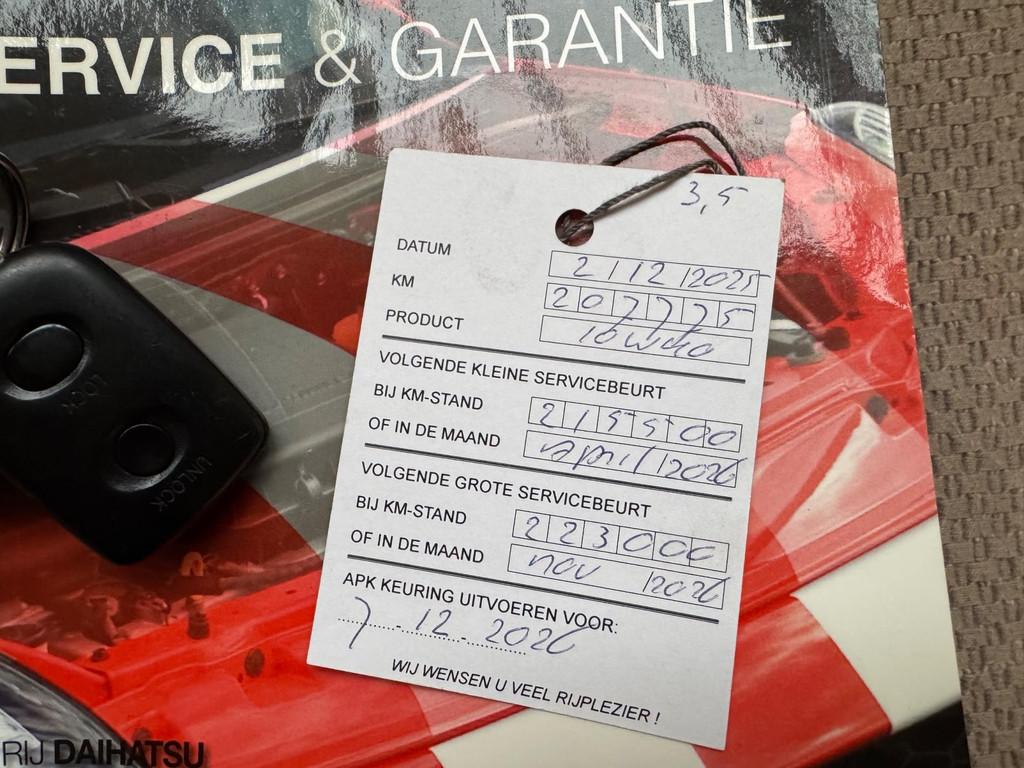 ERVICE & GARANTIE
3,5
DATUM 2/12/2025
KM 207775
PRODUCT 10W40
VOLGENDE KLEINE SERVICEBEURT
BIJ KM-STAND 215500
OF IN DE MAAND April/2026
VOLGENDE GROTE SERVICEBEURT
BIJ KM-STAND 223000
OF IN DE MAAND nov /2026
APK KEURING UITVOEREN VOOR:
7-12-2026
WIJ WENSEN U VEEL RIJPLEZIER !
LOCK
UNLOCK
RIJ DAIHATSU